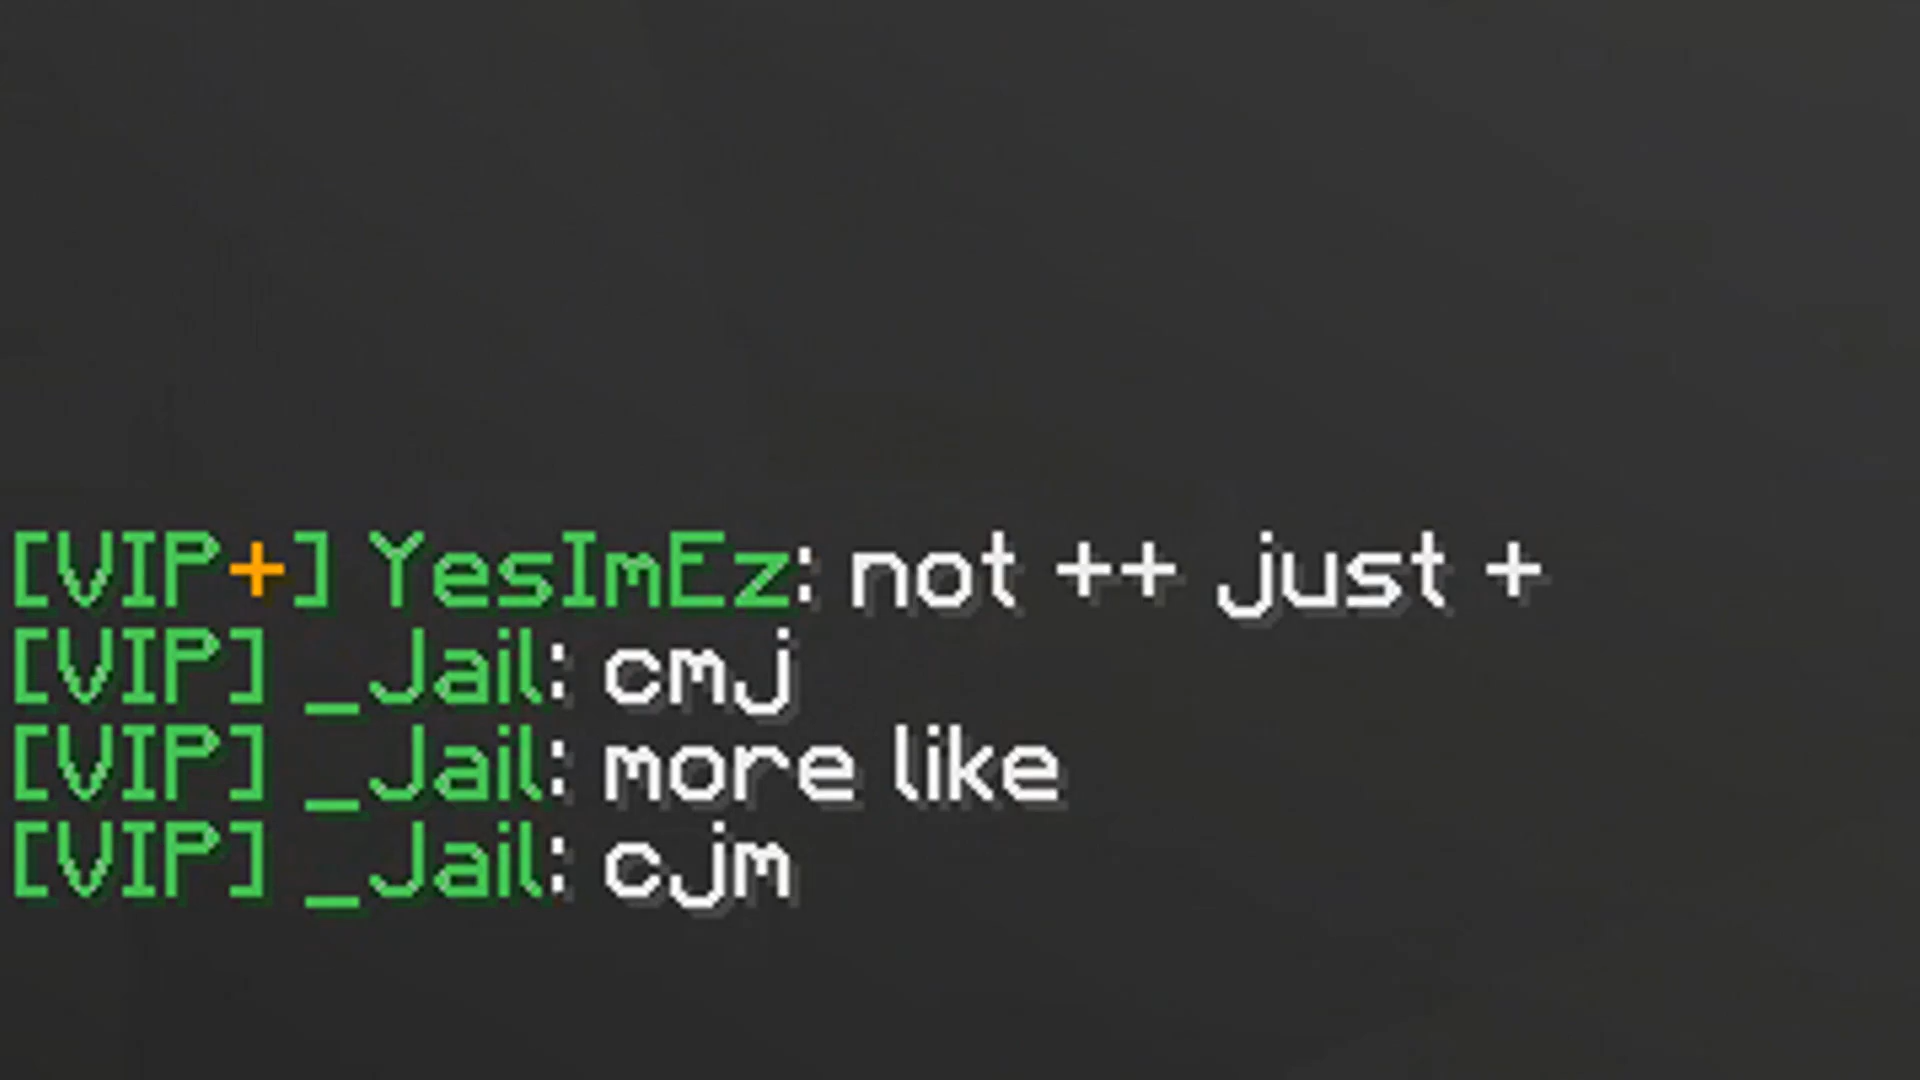 [VIP+] YesImEz: not ++ just +
[VIP] _Jail: cmj
[VIP] _Jail: more like
[VIP] _Jail: cjm